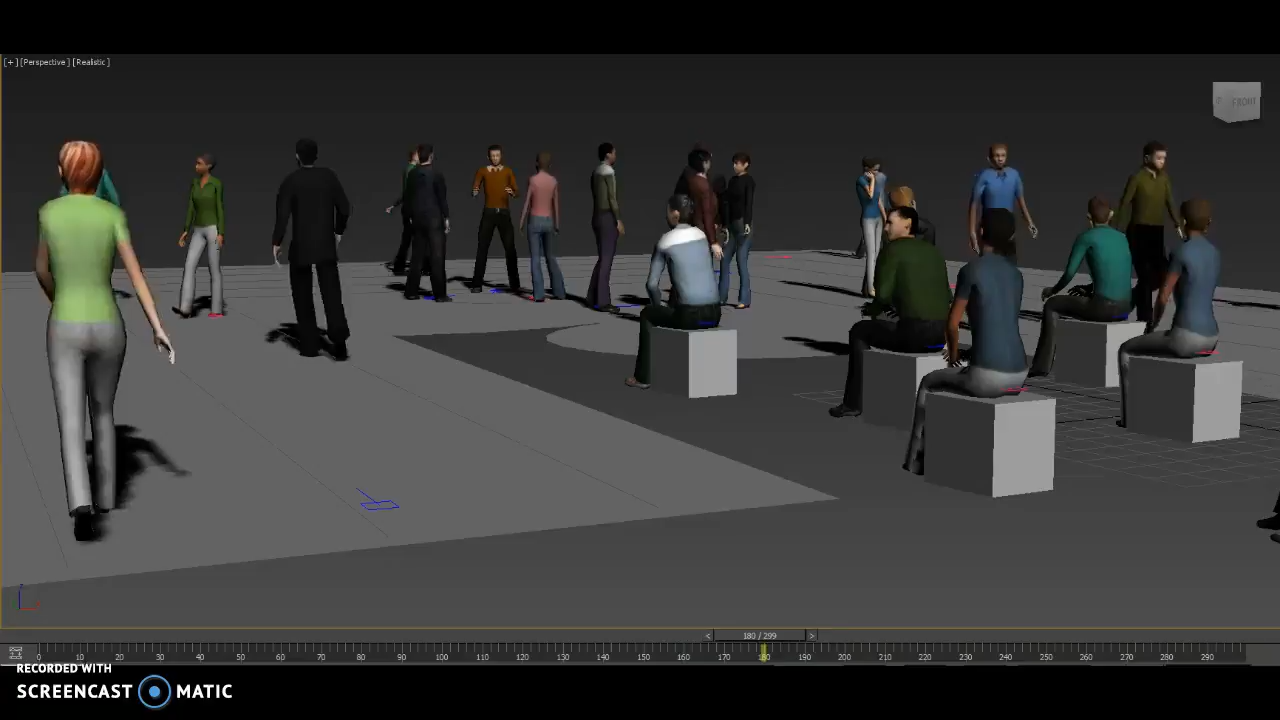 [+] [Perspective] [Realistic]
FRONT
< 180 / 299 >
0 10 20 30 40 50 60 70 80 90 100 110 120 130 140 150 160 170 180 190 200 210 220 230 240 250 260 270 280 290
RECORDED WITH
SCREENCAST MATIC